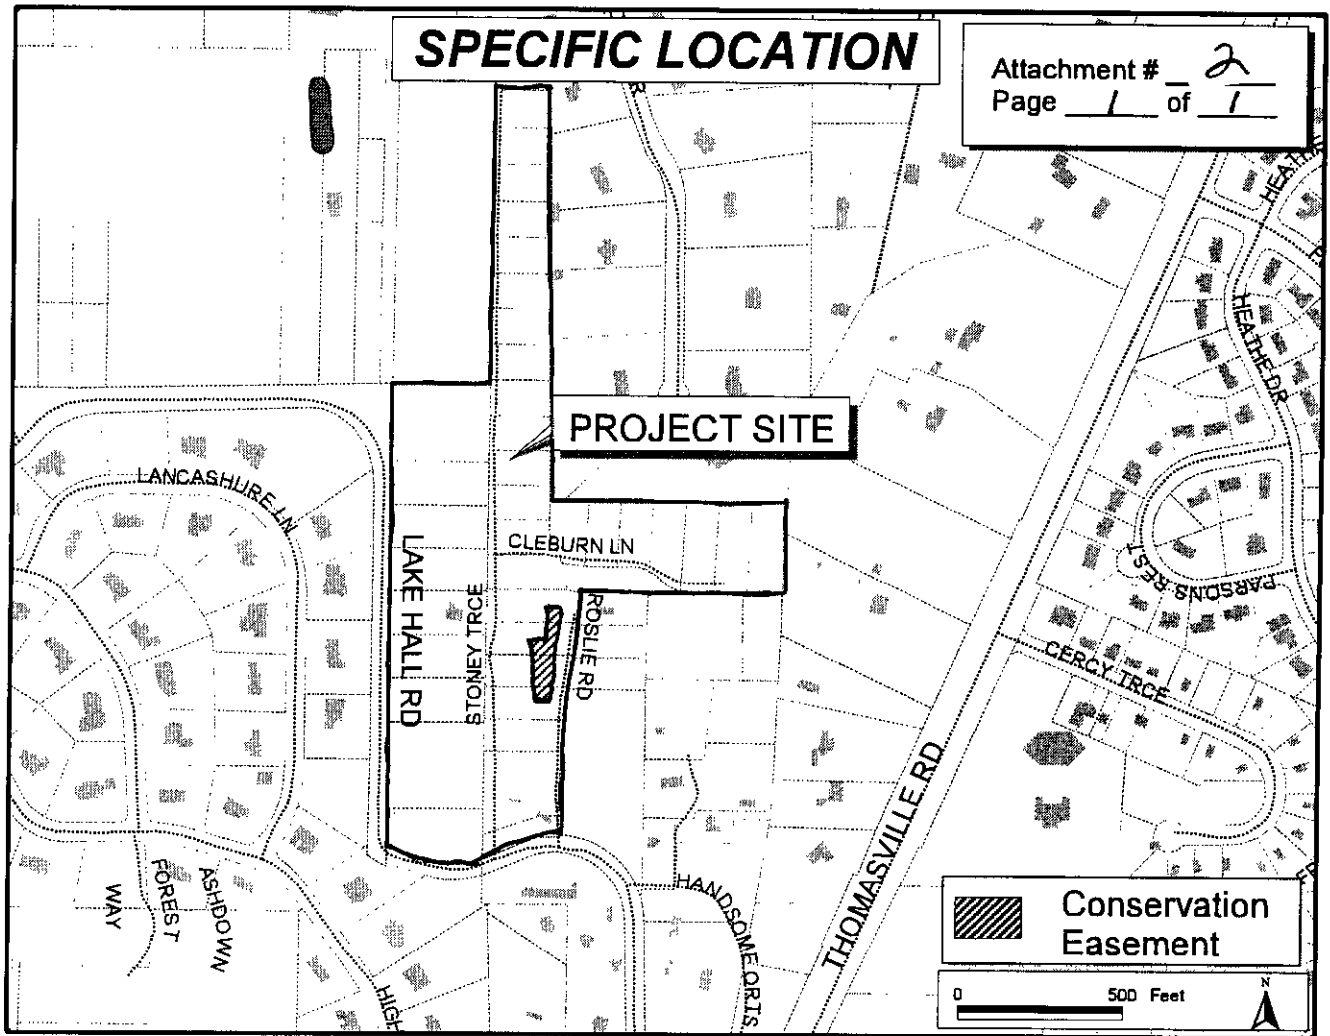 SPECIFIC LOCATION
Attachment # 2
Page 1 of 1
PROJECT SITE
LANCASHURE LN
LAKE HALL RD
STONEY TRCE
CLEBURN LN
ROSLIE RD
THOMASVILLE RD
HEATHE DR
PARSONS REST
CERCY TRCE
HANDSOME ORTS
ASHDOWN
FOREST
WAY
HIGH
Conservation
Easement
0 500 Feet
N